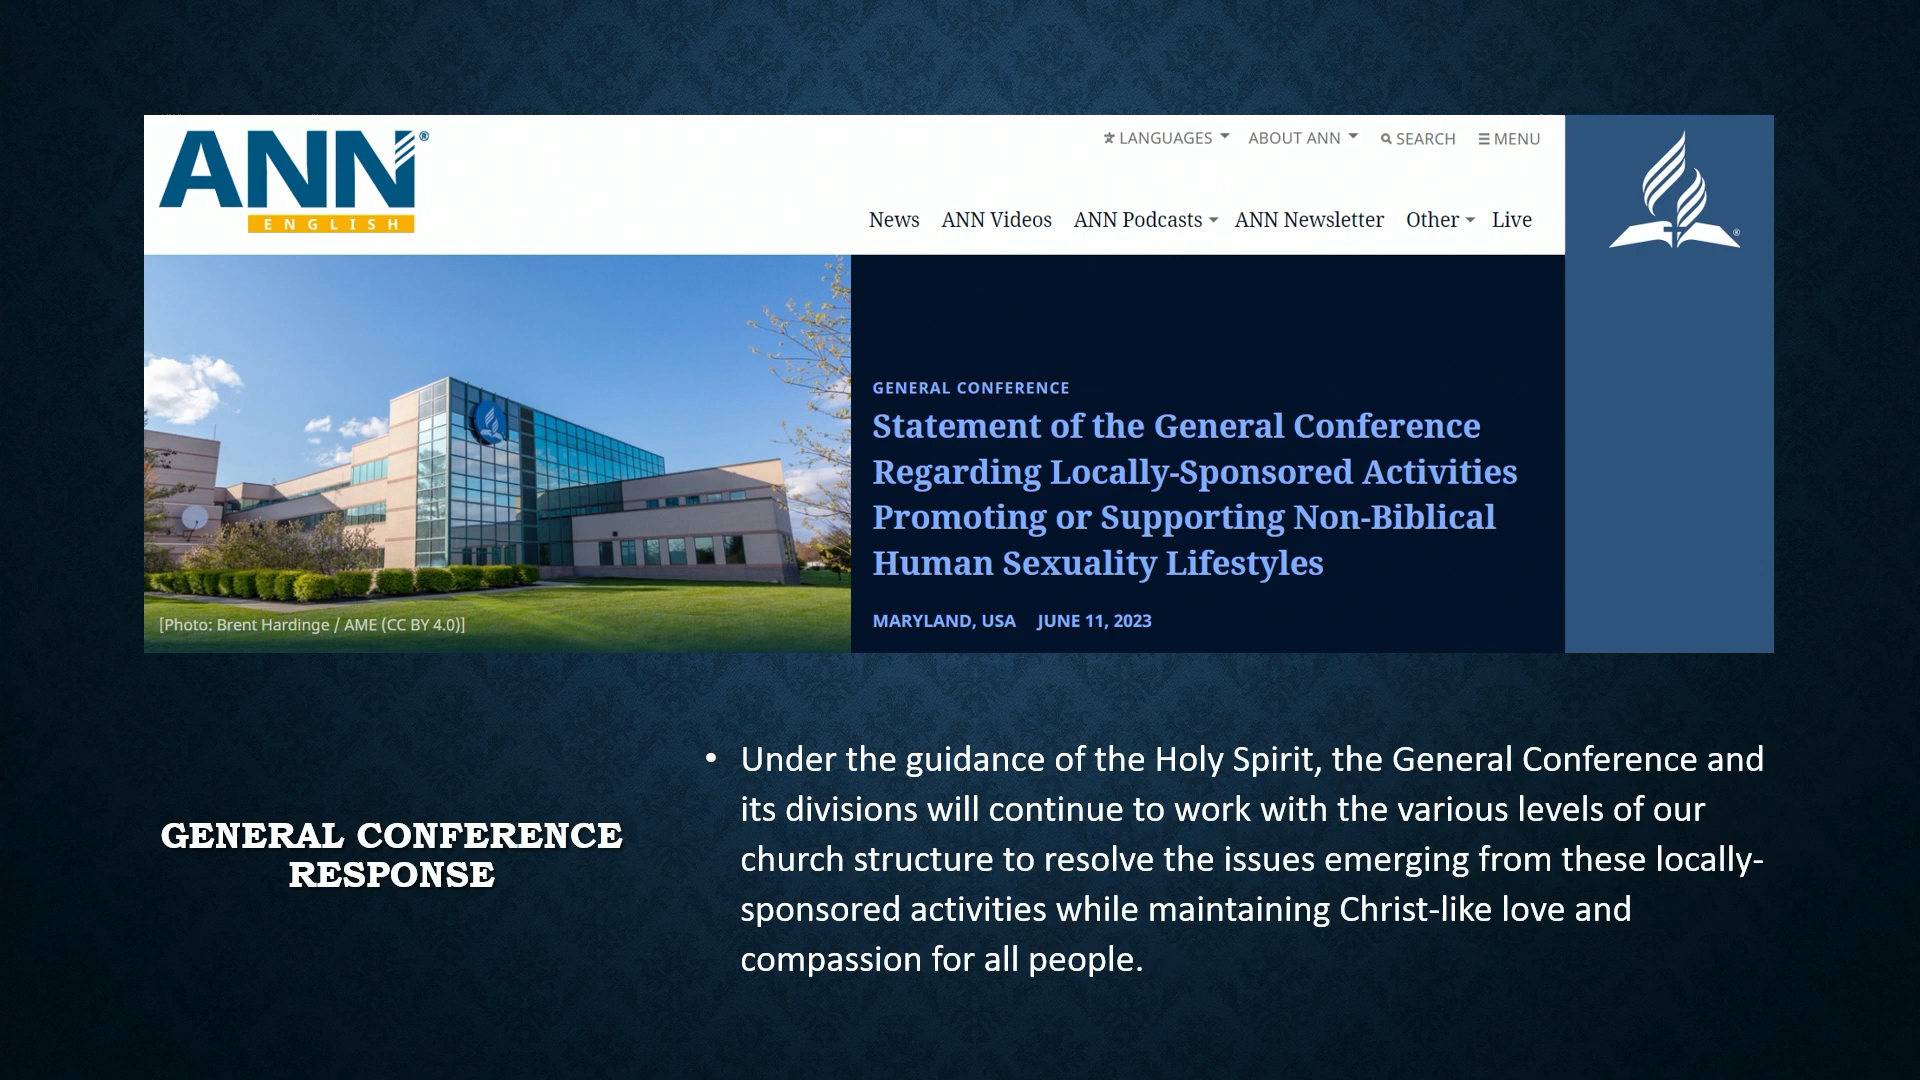 ANN®
ENGLISH
LANGUAGES ABOUT ANN SEARCH MENU
News ANN Videos ANN Podcasts ANN Newsletter Other Live
®
[Photo: Brent Hardinge / AME (CC BY 4.0)]
GENERAL CONFERENCE
Statement of the General Conference
Regarding Locally-Sponsored Activities
Promoting or Supporting Non-Biblical
Human Sexuality Lifestyles
MARYLAND, USA JUNE 11, 2023
GENERAL CONFERENCE
RESPONSE
• Under the guidance of the Holy Spirit, the General Conference and
its divisions will continue to work with the various levels of our
church structure to resolve the issues emerging from these locally-
sponsored activities while maintaining Christ-like love and
compassion for all people.